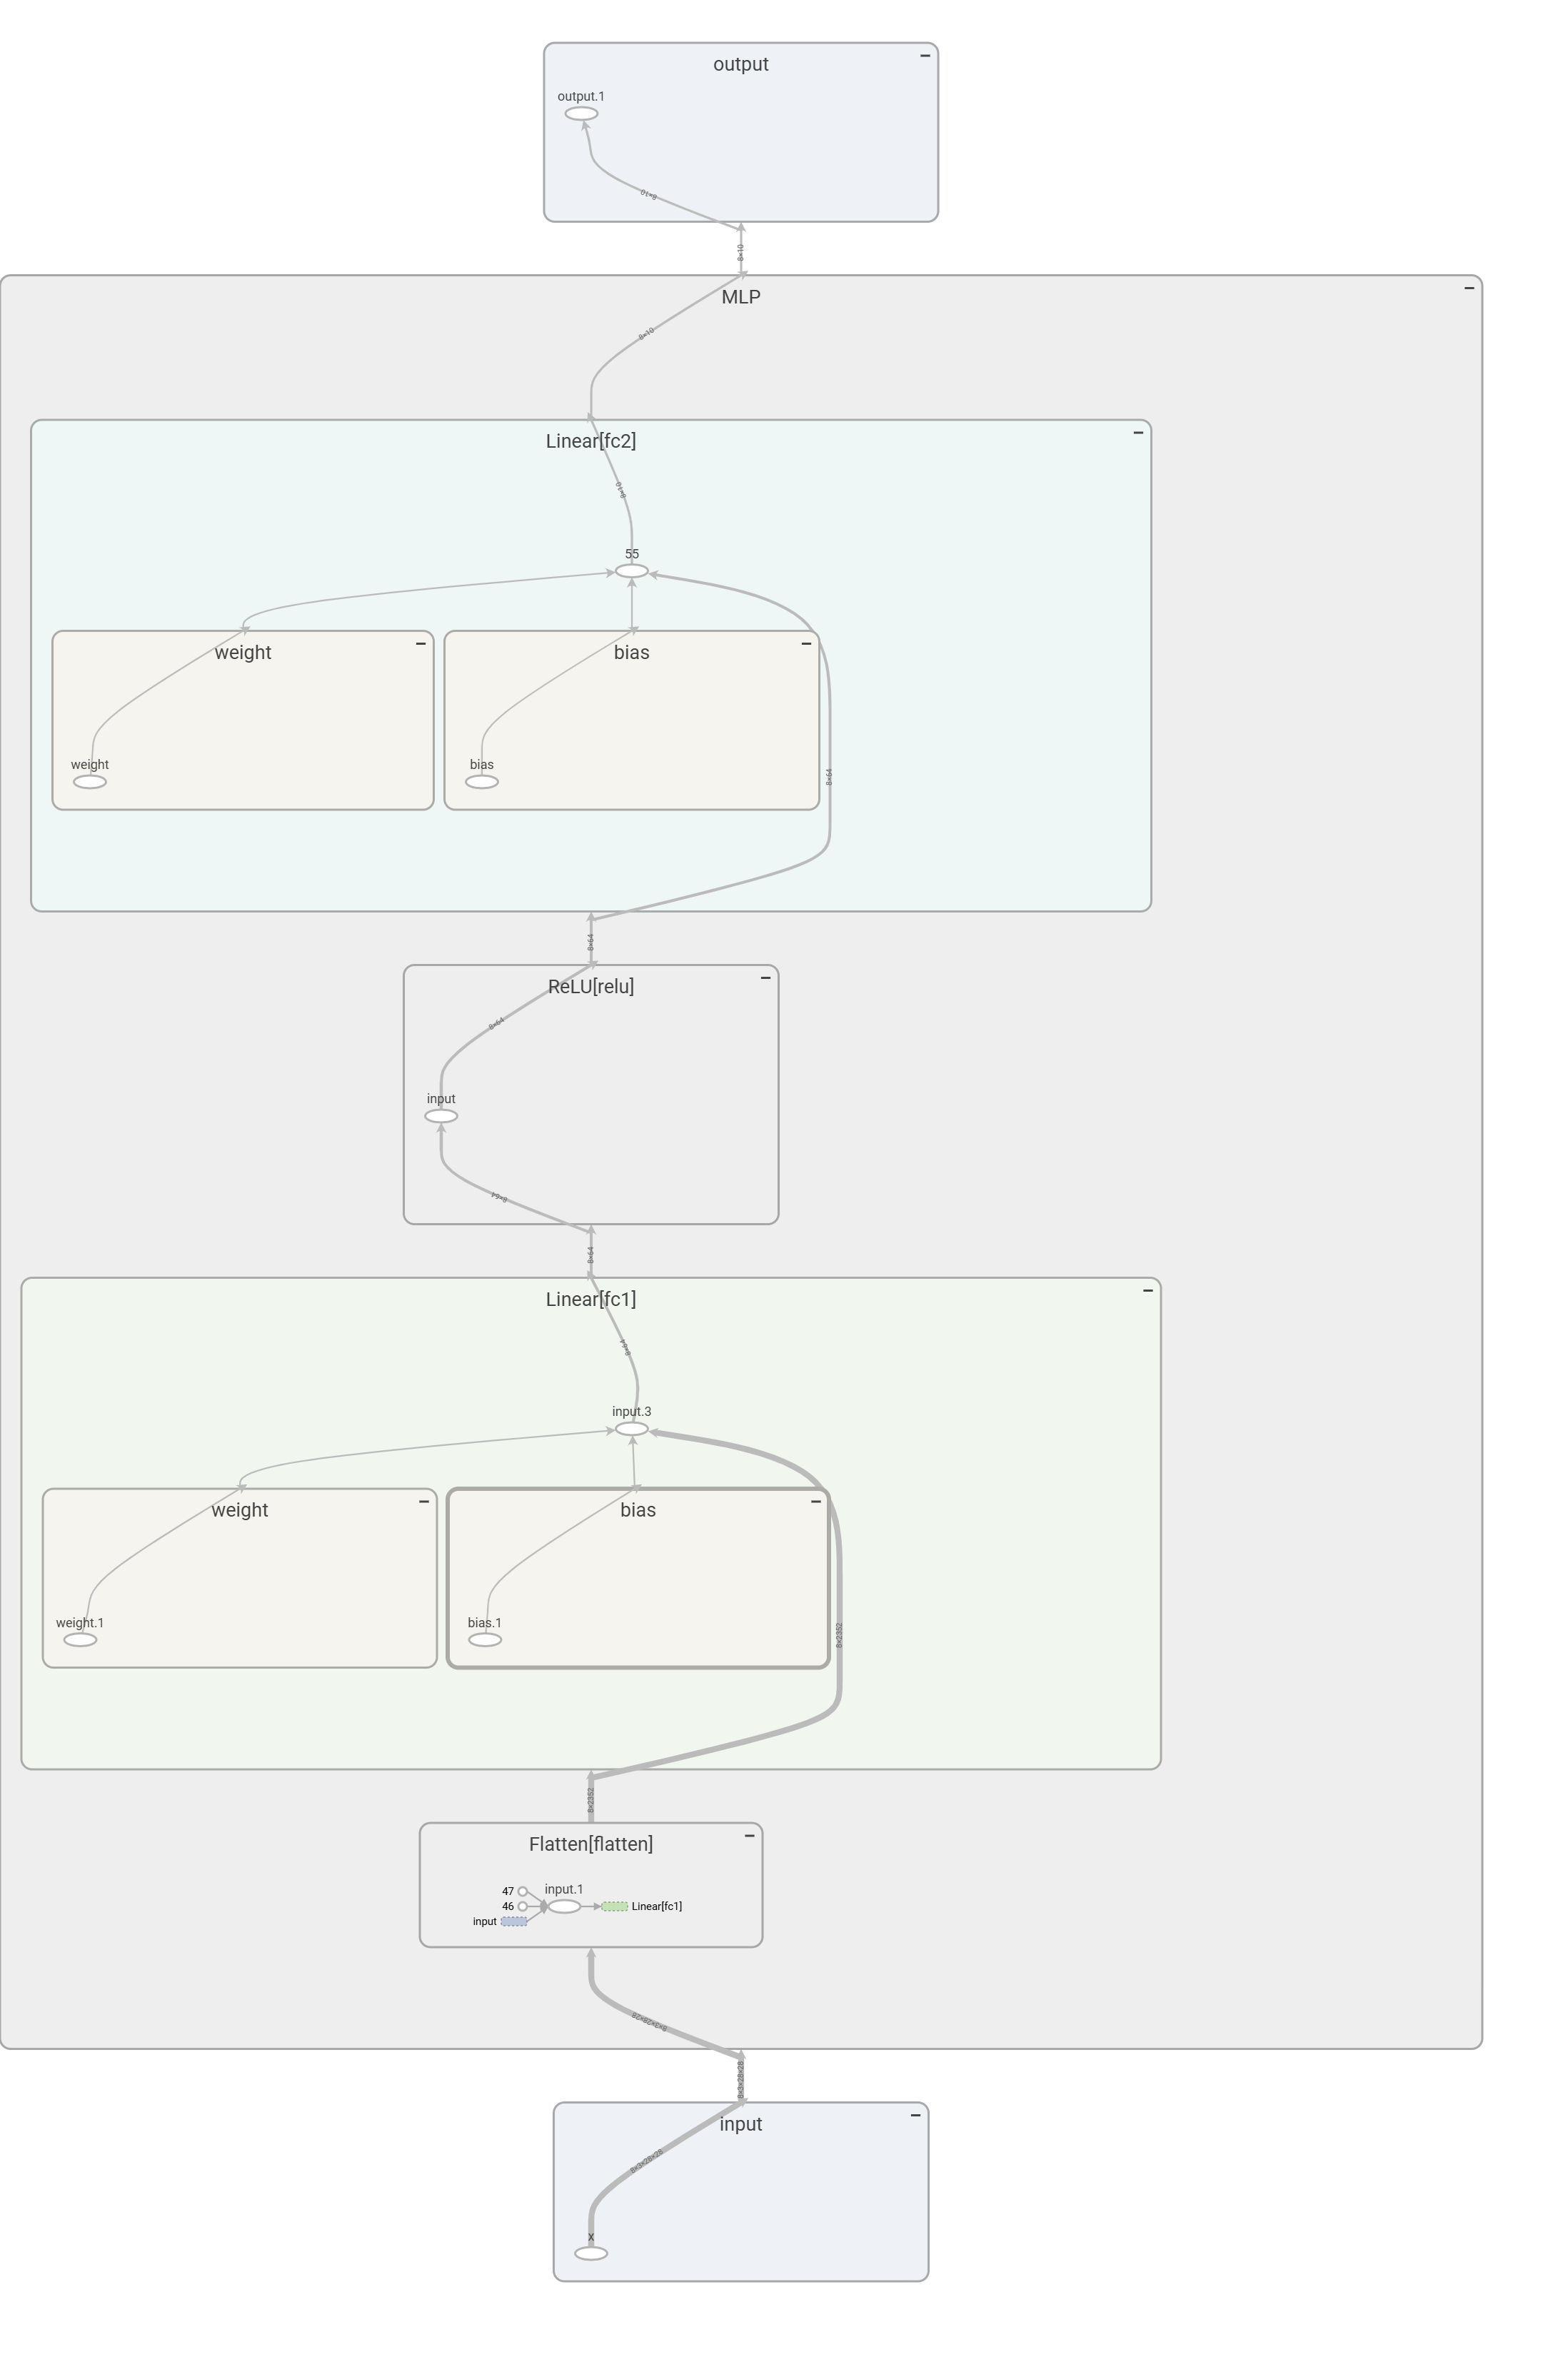 output
output.1
8×10
8×10
MLP
8×10
Linear[fc2]
8×10
55
weight
bias
weight
bias
8×64
8×64
ReLU[relu]
8×64
input
8×64
8×64
Linear[fc1]
8×64
input.3
weight
bias
weight.1
bias.1
8×2352
8×2352
Flatten[flatten]
47
input.1
46
Linear[fc1]
input
8×3×28×28
8×3×28×28
input
8×3×28×28
x